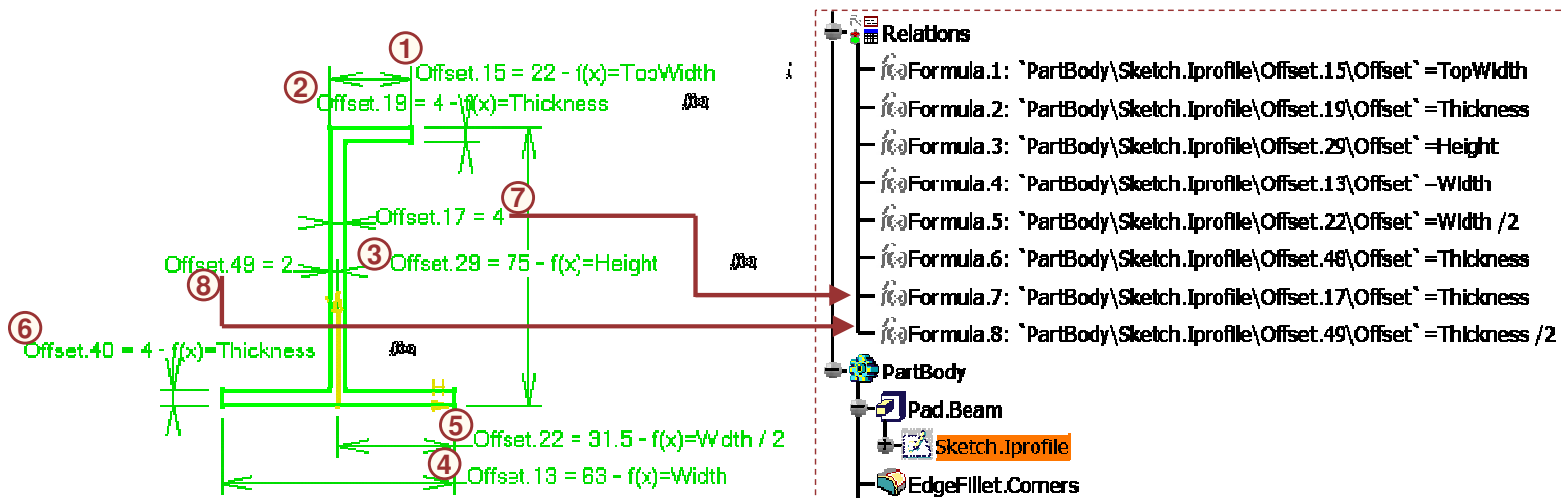 1
Offset.15 = 22 - f(x)=TopWidth
2
Offset.19 = 4 - f(x)=Thickness
7
Offset.17 = 4
3
Offset.49 = 2
Offset.29 = 75 - f(x)=Height
8
6
Offset.40 = 4 - f(x)=Thickness
H
5
Offset.22 = 31.5 - f(x)=Width / 2
4
Offset.13 = 63 - f(x)=Width
Relations
f(x) Formula.1: `PartBody\Sketch.Iprofile\Offset.15\Offset` =TopWidth
f(x) Formula.2: `PartBody\Sketch.Iprofile\Offset.19\Offset` =Thickness
f(x) Formula.3: `PartBody\Sketch.Iprofile\Offset.29\Offset` =Height
f(x) Formula.4: `PartBody\Sketch.Iprofile\Offset.13\Offset` =Width
f(x) Formula.5: `PartBody\Sketch.Iprofile\Offset.22\Offset` =Width /2
f(x) Formula.6: `PartBody\Sketch.Iprofile\Offset.40\Offset` =Thickness
f(x) Formula.7: `PartBody\Sketch.Iprofile\Offset.17\Offset` =Thickness
f(x) Formula.8: `PartBody\Sketch.Iprofile\Offset.49\Offset` =Thickness /2
PartBody
Pad.Beam
Sketch.Iprofile
EdgeFillet.Corners